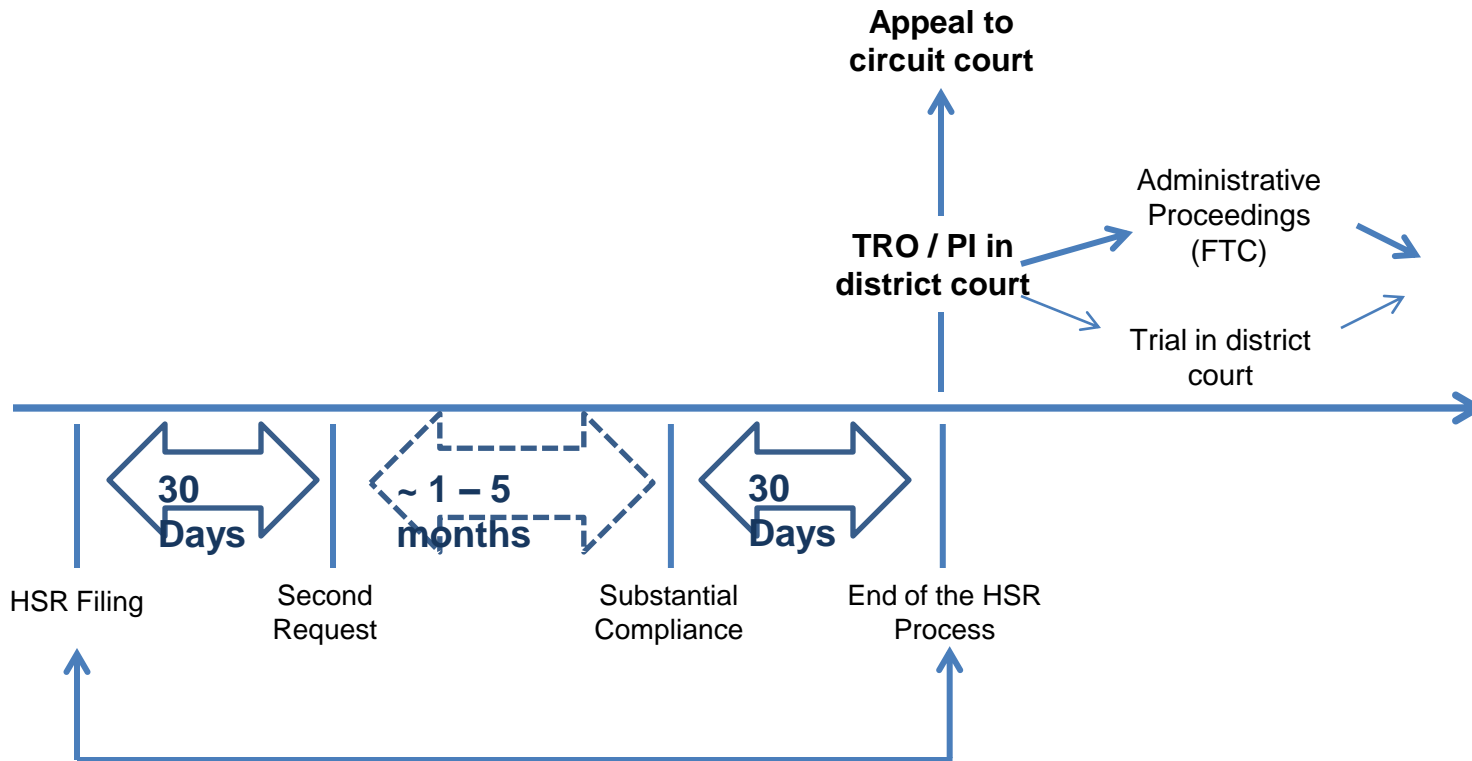 Appeal to
circuit court
Administrative
Proceedings
(FTC)
TRO / PI in
district court
Trial in district
court
30
Days
~ 1 – 5
months
30
Days
HSR Filing
Second
Request
Substantial
Compliance
End of the HSR
Process